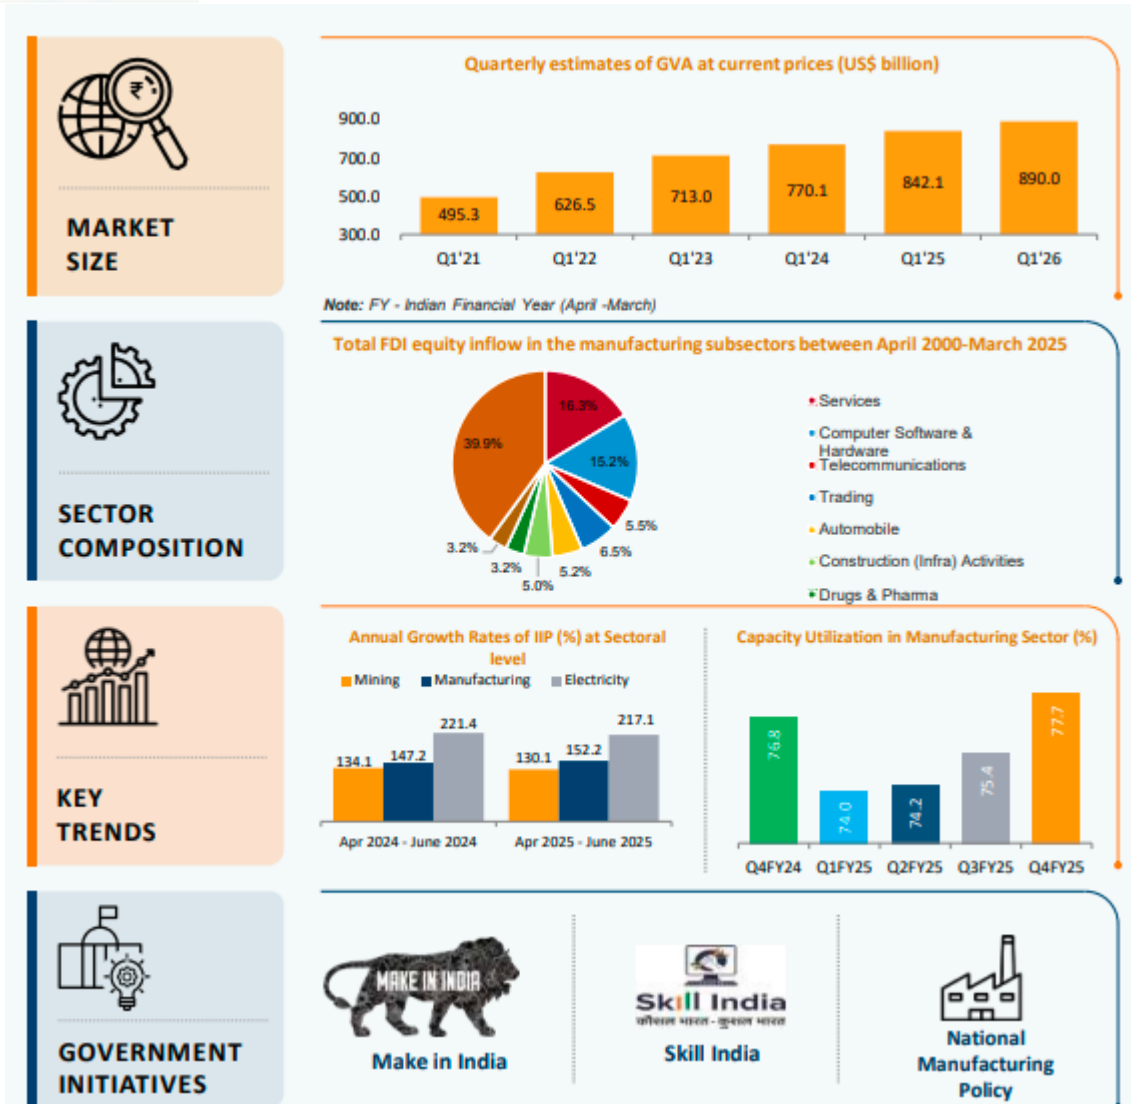 ₹
MARKET
SIZE
Quarterly estimates of GVA at current prices (US$ billion)
900.0
700.0
500.0
300.0
495.3
626.5
713.0
770.1
842.1
890.0
Q1'21
Q1'22
Q1'23
Q1'24
Q1'25
Q1'26
Note: FY - Indian Financial Year (April -March)
SECTOR
COMPOSITION
Total FDI equity inflow in the manufacturing subsectors between April 2000-March 2025
16.3%
15.2%
5.5%
6.5%
5.2%
5.0%
3.2%
3.2%
39.9%
Services
Computer Software &
Hardware
Telecommunications
Trading
Automobile
Construction (Infra) Activities
Drugs & Pharma
KEY
TRENDS
Annual Growth Rates of IIP (%) at Sectoral
level
Mining
Manufacturing
Electricity
134.1
147.2
221.4
130.1
152.2
217.1
Apr 2024 - June 2024
Apr 2025 - June 2025
Capacity Utilization in Manufacturing Sector (%)
76.8
74.0
74.2
75.4
77.7
Q4FY24
Q1FY25
Q2FY25
Q3FY25
Q4FY25
GOVERNMENT
INITIATIVES
MAKE IN INDIA
Make in India
Skill India
कौशल भारत - कुशल भारत
Skill India
National
Manufacturing
Policy